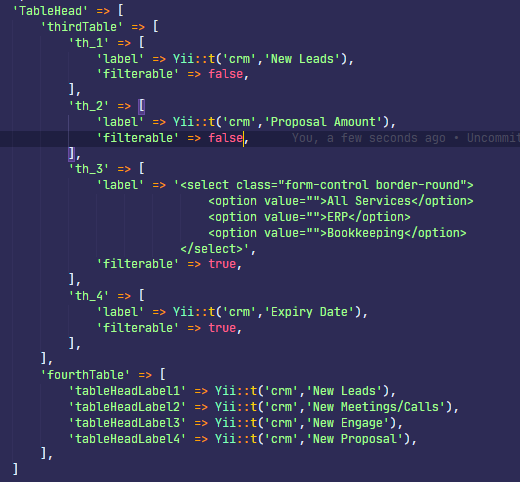 'TableHead' => [
'thirdTable' => [
'th_1' => [
'label' => Yii::t('crm','New Leads'),
'filterable' => false,
],
'th_2' => [
'label' => Yii::t('crm','Proposal Amount'),
'filterable' => false, You, a few seconds ago • Uncommit
],
'th_3' => [
'label' => '<select class="form-control border-round">
<option value="">All Services</option>
<option value="">ERP</option>
<option value="">Bookkeeping</option>
</select>',
'filterable' => true,
],
'th_4' => [
'label' => Yii::t('crm','Expiry Date'),
'filterable' => true,
],
],
'fourthTable' => [
'tableHeadLabel1' => Yii::t('crm','New Leads'),
'tableHeadLabel2' => Yii::t('crm','New Meetings/Calls'),
'tableHeadLabel3' => Yii::t('crm','New Engage'),
'tableHeadLabel4' => Yii::t('crm','New Proposal'),
],
]